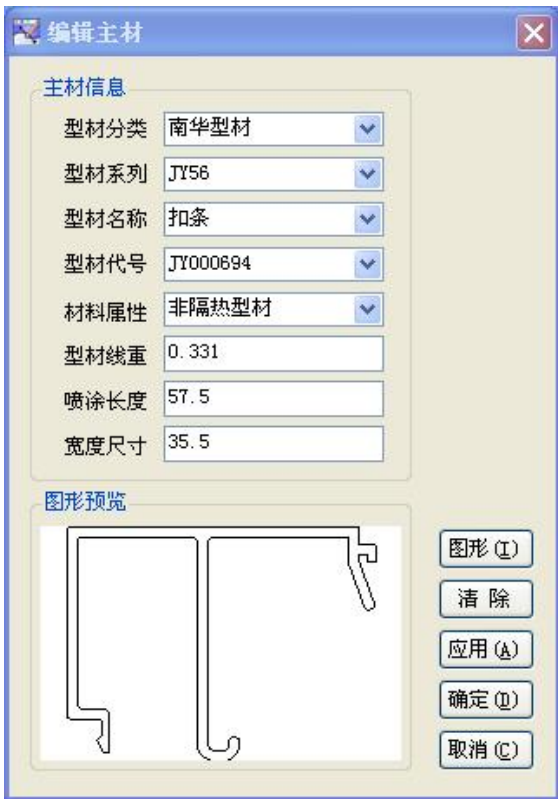 编辑主材
主材信息
型材分类 南华型材
型材系列 JY56
型材名称 扣条
型材代号 JY000694
材料属性 非隔热型材
型材线重 0.331
喷涂长度 57.5
宽度尺寸 35.5
图形预览
图形(I)
清 除
应用(A)
确定(D)
取消(C)